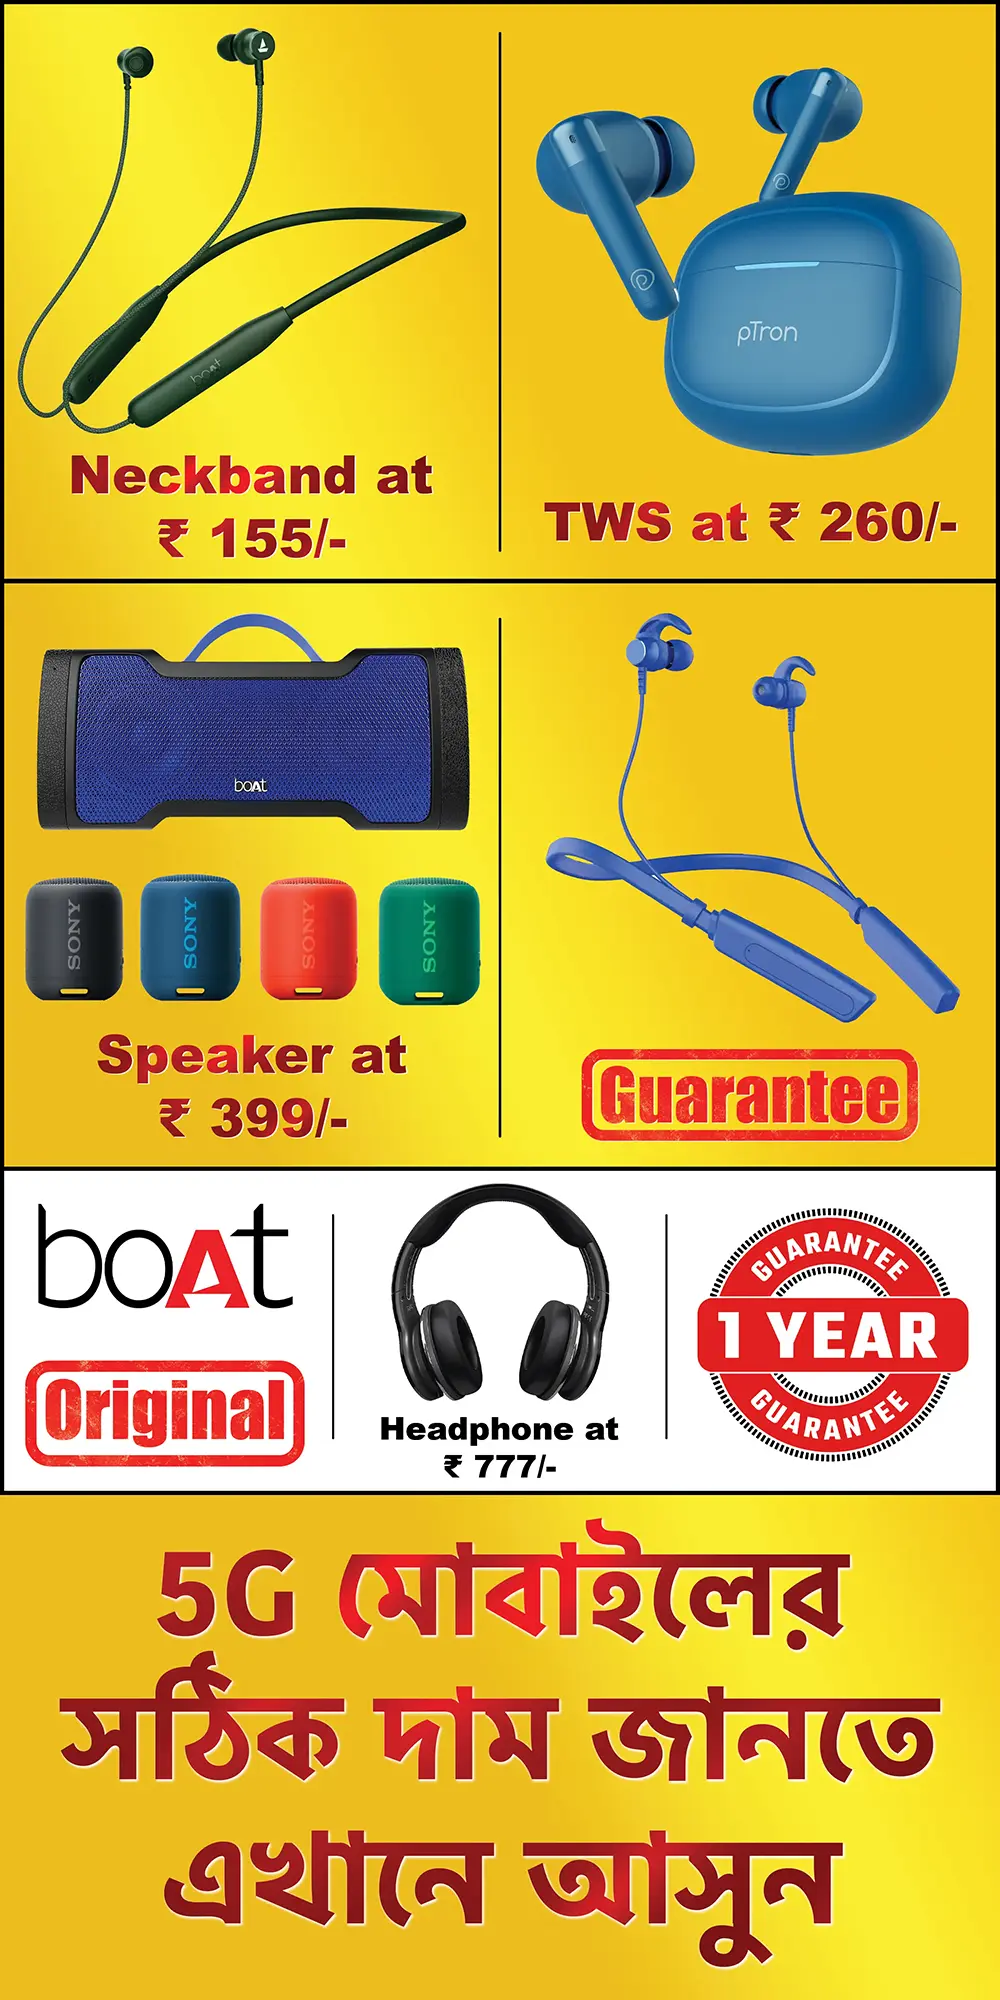 boat
Neckband at
₹ 155/-
pTron
TWS at ₹ 260/-
boAt
SONY
SONY
SONY
SONY
Speaker at
₹ 399/-
Guarantee
boAt
Original
Headphone at
₹ 777/-
GUARANTEE
1 YEAR
GUARANTEE
5G মোবাইলের
সঠিক দাম জানতে
এখানে আসুন